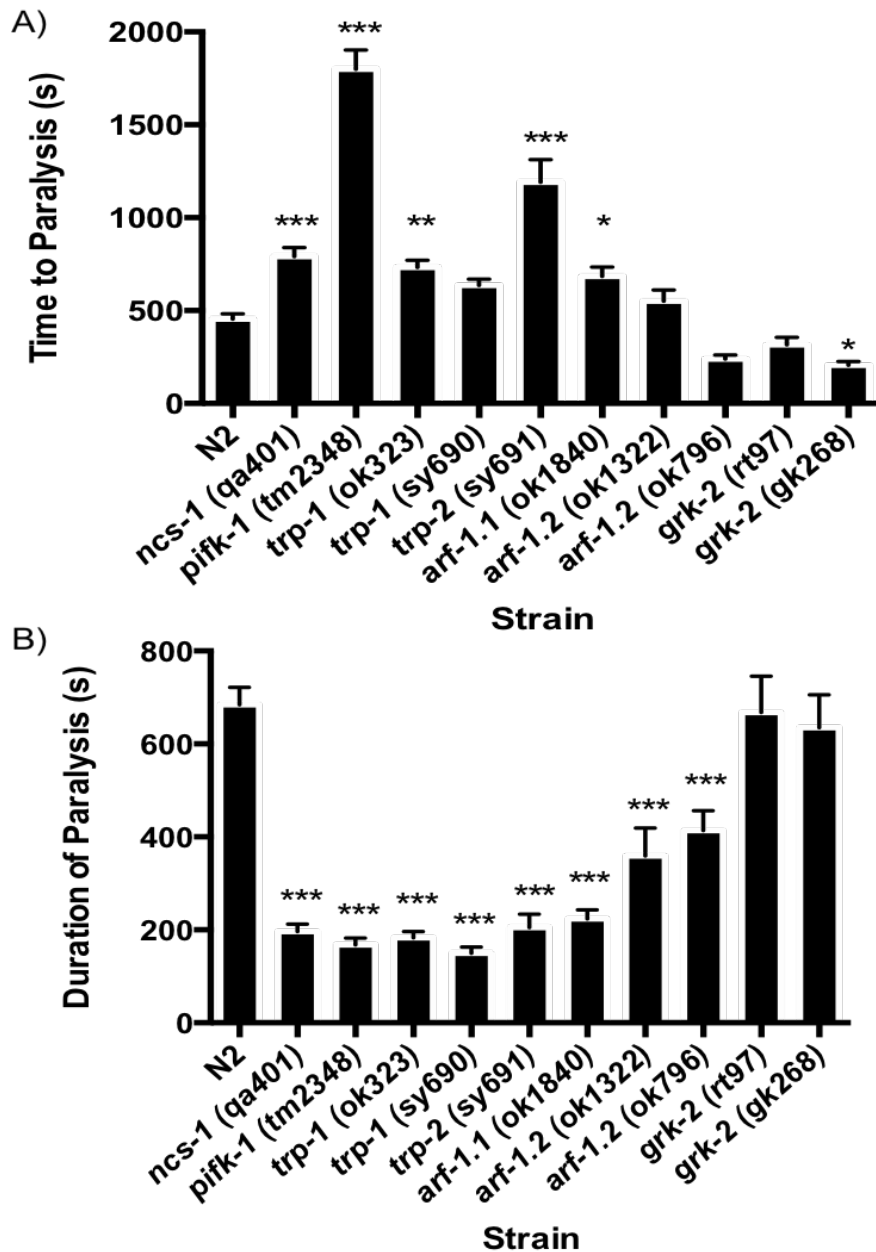 A)
Time to Paralysis (s)
2000
1500
1000
500
0
***
***
**
***
*
*
N2
ncs-1 (qa401)
pifk-1 (tm2348)
trp-1 (ok323)
trp-1 (sy690)
trp-2 (sy691)
arf-1.1 (ok1840)
arf-1.2 (ok1322)
arf-1.2 (ok796)
grk-2 (rt97)
grk-2 (gk268)
Strain
B)
Duration of Paralysis (s)
800
600
400
200
0
***
***
***
***
***
***
***
***
N2
ncs-1 (qa401)
pifk-1 (tm2348)
trp-1 (ok323)
trp-1 (sy690)
trp-2 (sy691)
arf-1.1 (ok1840)
arf-1.2 (ok1322)
arf-1.2 (ok796)
grk-2 (rt97)
grk-2 (gk268)
Strain